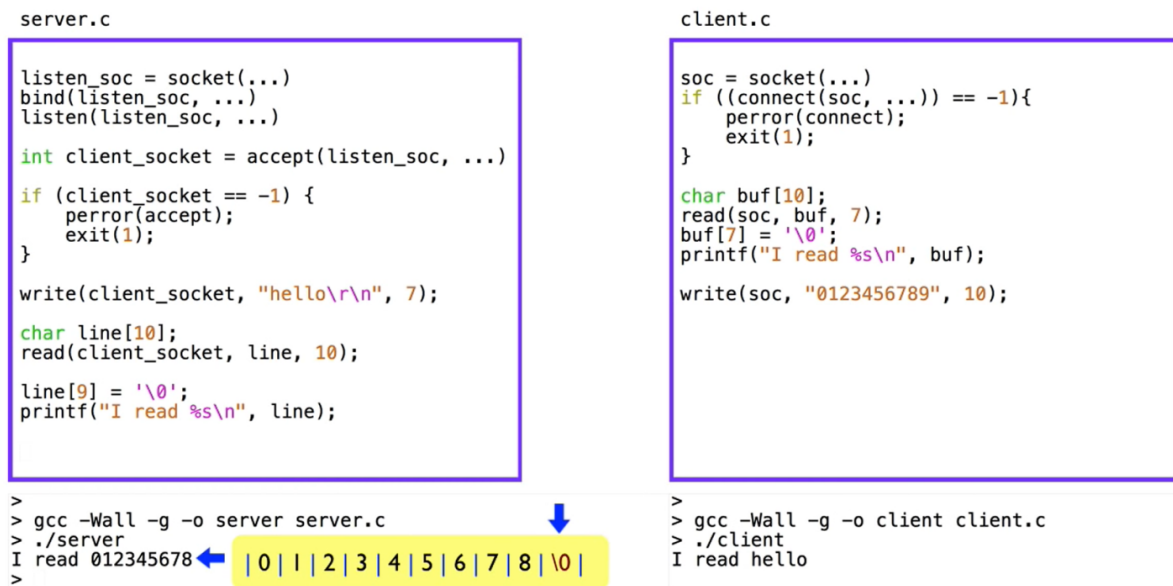 server.c
listen_soc = socket(...)
bind(listen_soc, ...)
listen(listen_soc, ...)
int client_socket = accept(listen_soc, ...)
if (client_socket == -1) {
    perror(accept);
    exit(1);
}
write(client_socket, "hello\r\n", 7);
char line[10];
read(client_socket, line, 10);
line[9] = '\0';
printf("I read %s\n", line);
>
> gcc -Wall -g -o server server.c
> ./server
I read 012345678
>
|0|1|2|3|4|5|6|7|8|\0|
client.c
soc = socket(...)
if ((connect(soc, ...)) == -1){
    perror(connect);
    exit(1);
}
char buf[10];
read(soc, buf, 7);
buf[7] = '\0';
printf("I read %s\n", buf);
write(soc, "0123456789", 10);
>
> gcc -Wall -g -o client client.c
> ./client
I read hello